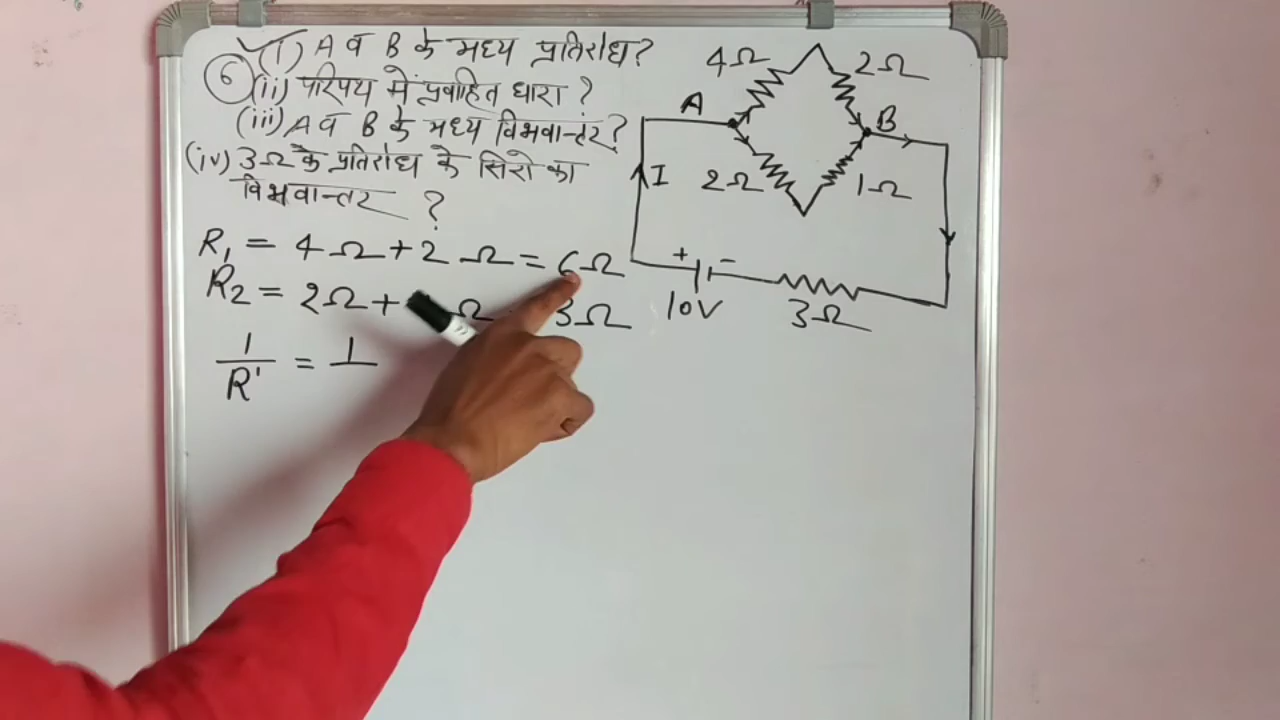 (i) A व B के मध्य प्रतिरोध?
6 (ii) परिपथ में प्रवाहित धारा ?
(iii) A व B के मध्य विभवान्तर ?
(iv) 3Ω के प्रतिरोध के सिरो का
विभवान्तर ?
R₁ = 4Ω + 2Ω = 6Ω
R₂ = 2Ω + Ω 3Ω
1/R' = 1
4Ω 2Ω
A B
I 2Ω 1Ω
+ -
10V 3Ω